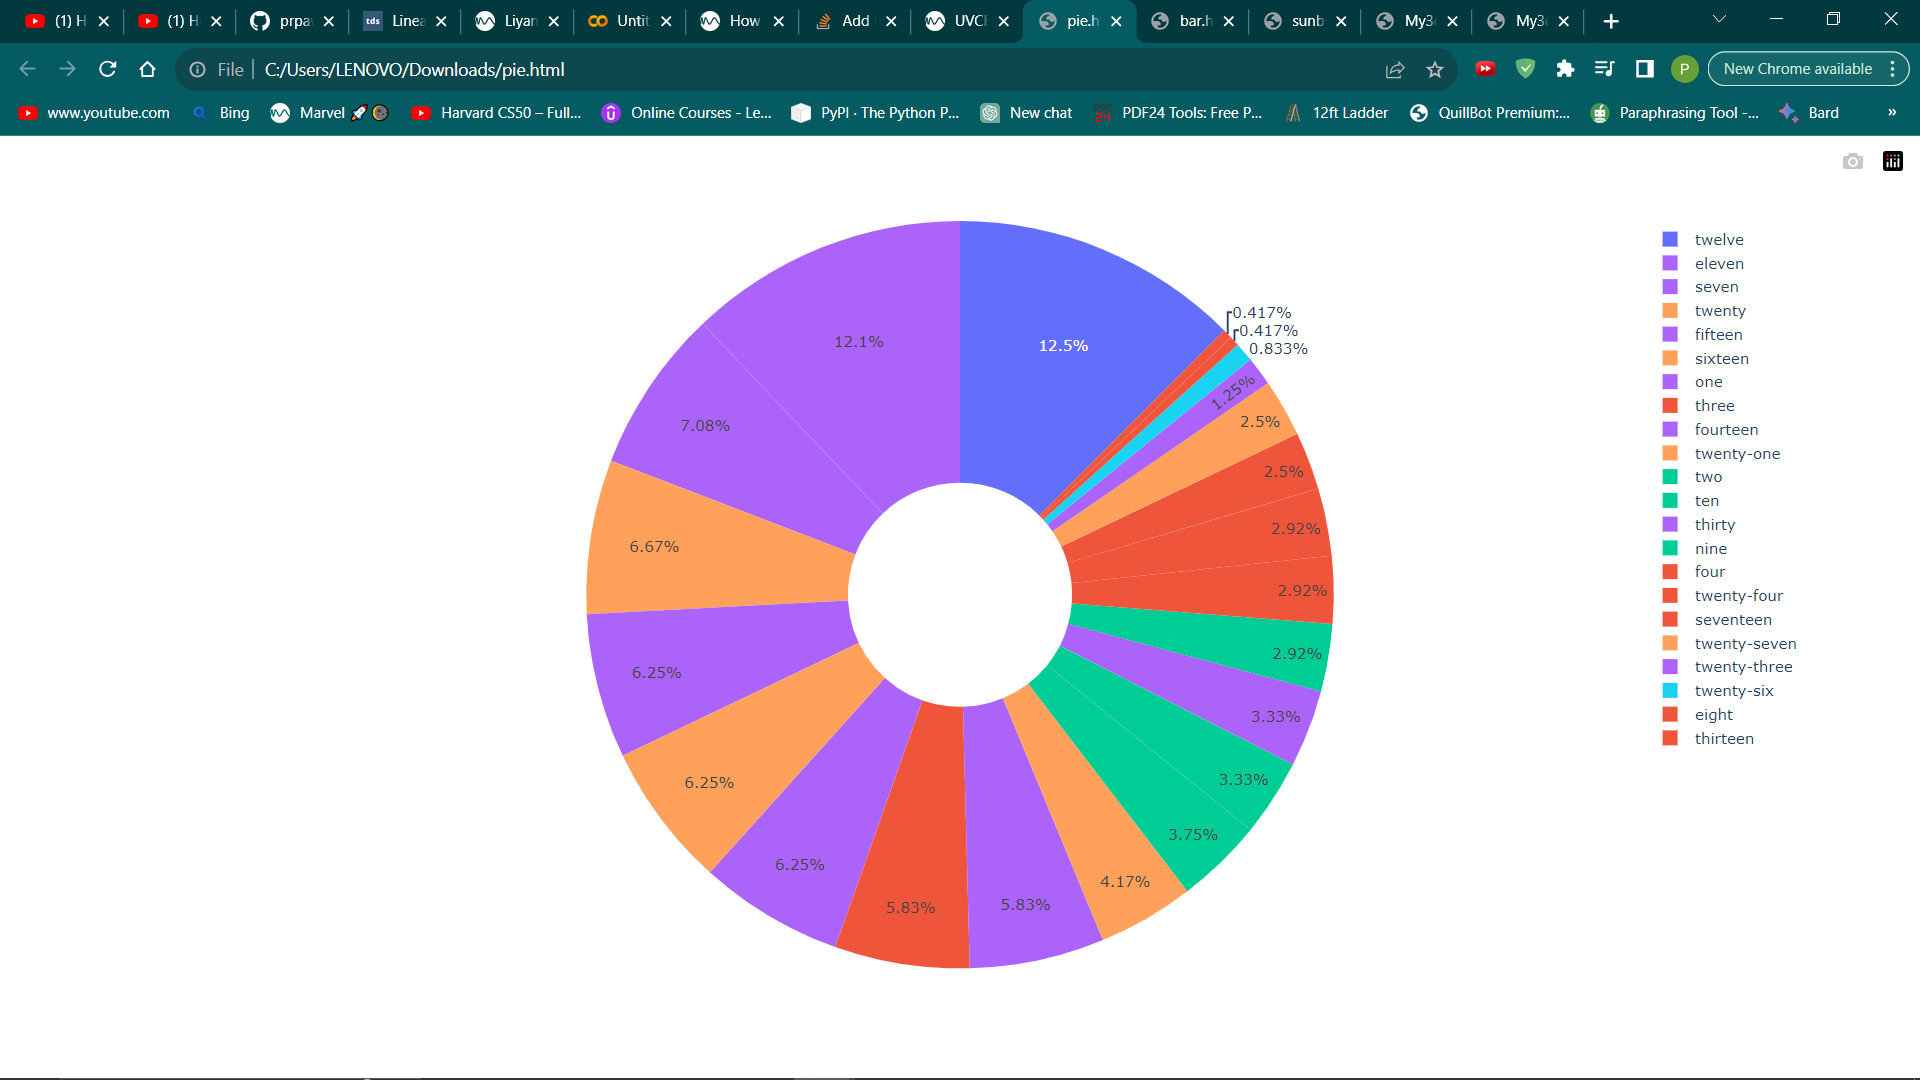 (1) H
(1) H
prpa
tds Linea
Liyan
Untit
How
Add
UVCE
pie.h
bar.h
sunb
My3
My3
File C:/Users/LENOVO/Downloads/pie.html
P
New Chrome available
www.youtube.com
Bing
Marvel 🚀
Harvard CS50 – Full...
Online Courses - Le...
PyPI · The Python P...
New chat
PDF24 Tools: Free P...
12ft Ladder
QuillBot Premium:...
Paraphrasing Tool -...
Bard
»
12.5%
12.1%
7.08%
6.67%
6.25%
6.25%
6.25%
5.83%
5.83%
4.17%
3.75%
3.33%
3.33%
2.92%
2.92%
2.92%
2.5%
2.5%
1.25%
0.833%
0.417%
0.417%
twelve
eleven
seven
twenty
fifteen
sixteen
one
three
fourteen
twenty-one
two
ten
thirty
nine
four
twenty-four
seventeen
twenty-seven
twenty-three
twenty-six
eight
thirteen